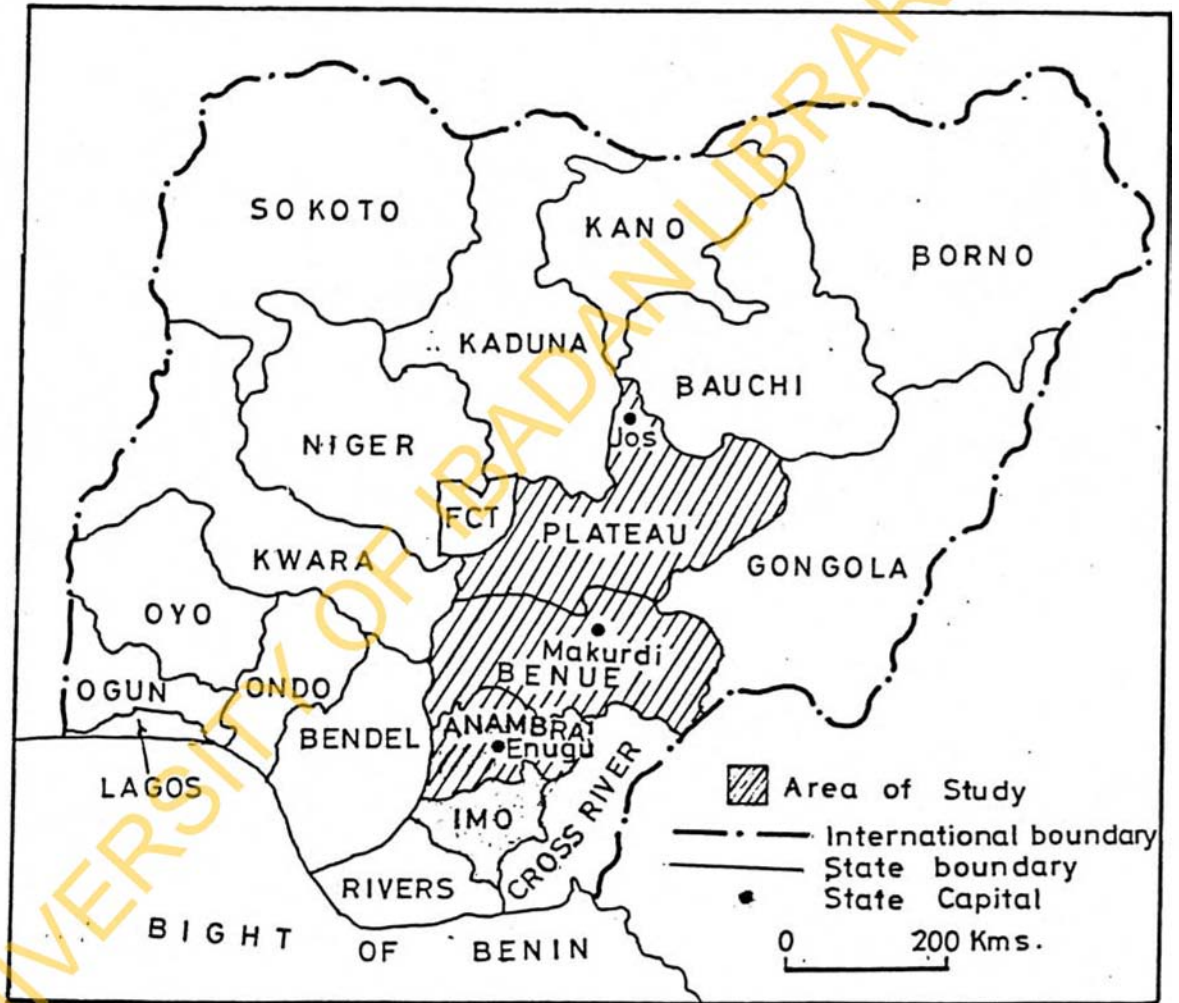 SOKOTO
KANO
BORNO
KADUNA
BAUCHI
Jos
NIGER
FCT
PLATEAU
KWARA
GONGOLA
OYO
Makurdi
BENUE
OGUN
ONDO
BENDEL
ANAMBRA
Enugu
LAGOS
IMO
CROSS RIVER
RIVERS
BIGHT OF BENIN
Area of Study
International boundary
State boundary
State Capital
0 200 Kms.
UNIVERSITY OF IBADAN LIBRARY